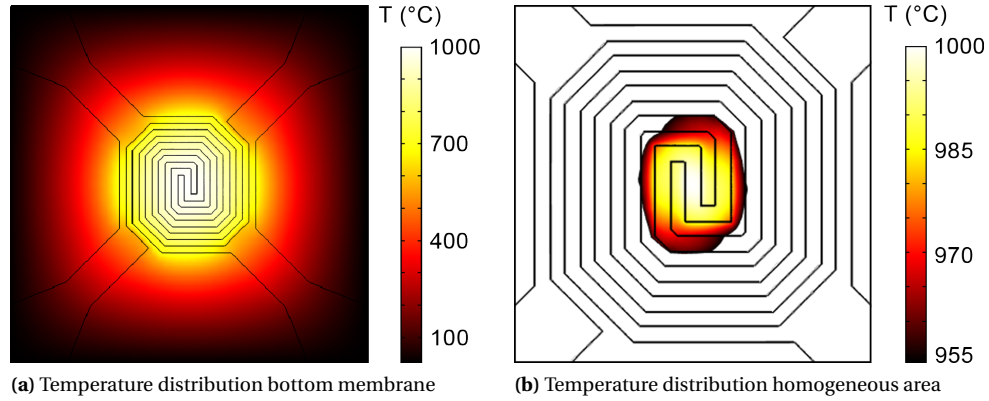 T (°C)
1000
700
400
100
T (°C)
1000
985
970
955
(a) Temperature distribution bottom membrane
(b) Temperature distribution homogeneous area